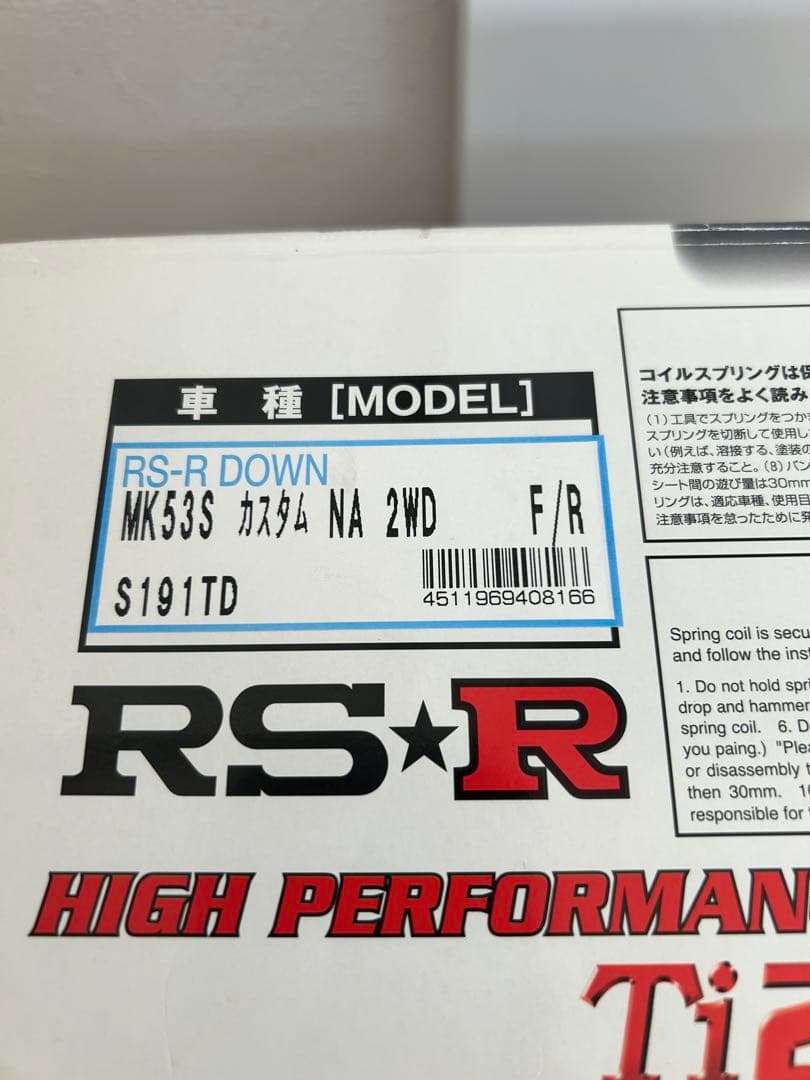 車 種 [MODEL]
RS-R DOWN
MK53S カスタム NA 2WD F/R
S191TD
4511969408166
RS★R
HIGH PERFORMAN
Ti2
コイルスプリングは保
注意事項をよく読み
(1)工具でスプリングをつか
スプリングを切断して使用し
い(例えば、溶接する、塗装の
充分注意すること。(8)バン
シート間の遊び量は30mm
リングは、適応車種、使用目
注意事項を怠ったために発
Spring coil is secu
and follow the inst
1. Do not hold spri
drop and hammer
spring coil. 6. D
you paing.) "Plea
or disassembly t
then 30mm. 10
responsible for t